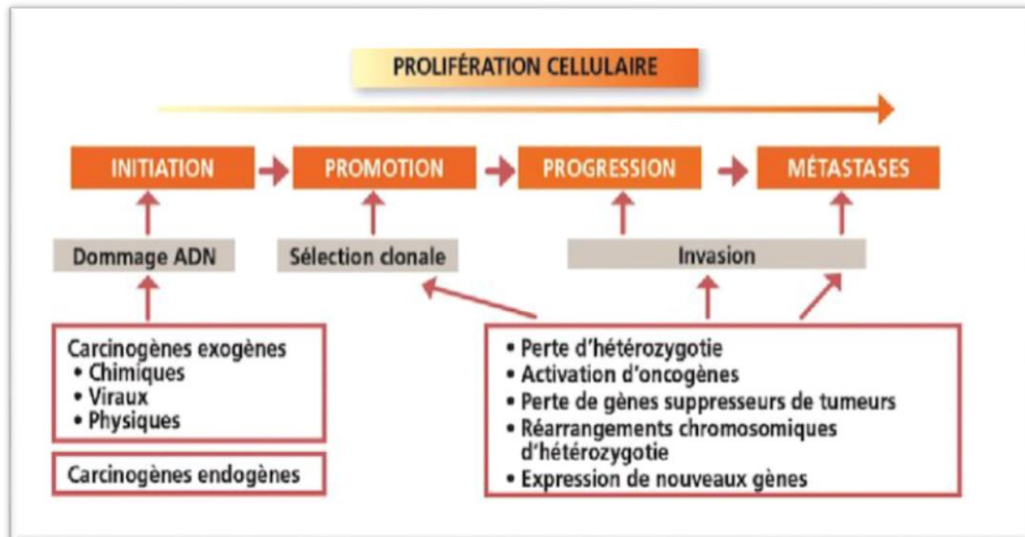 PROLIFÉRATION CELLULAIRE
INITIATION
PROMOTION
PROGRESSION
MÉTASTASES
Dommage ADN
Sélection clonale
Invasion
Carcinogènes exogènes
• Chimiques
• Viraux
• Physiques
Carcinogènes endogènes
• Perte d'hétérozygotie
• Activation d'oncogènes
• Perte de gènes suppresseurs de tumeurs
• Réarrangements chromosomiques
d'hétérozygotie
• Expression de nouveaux gènes